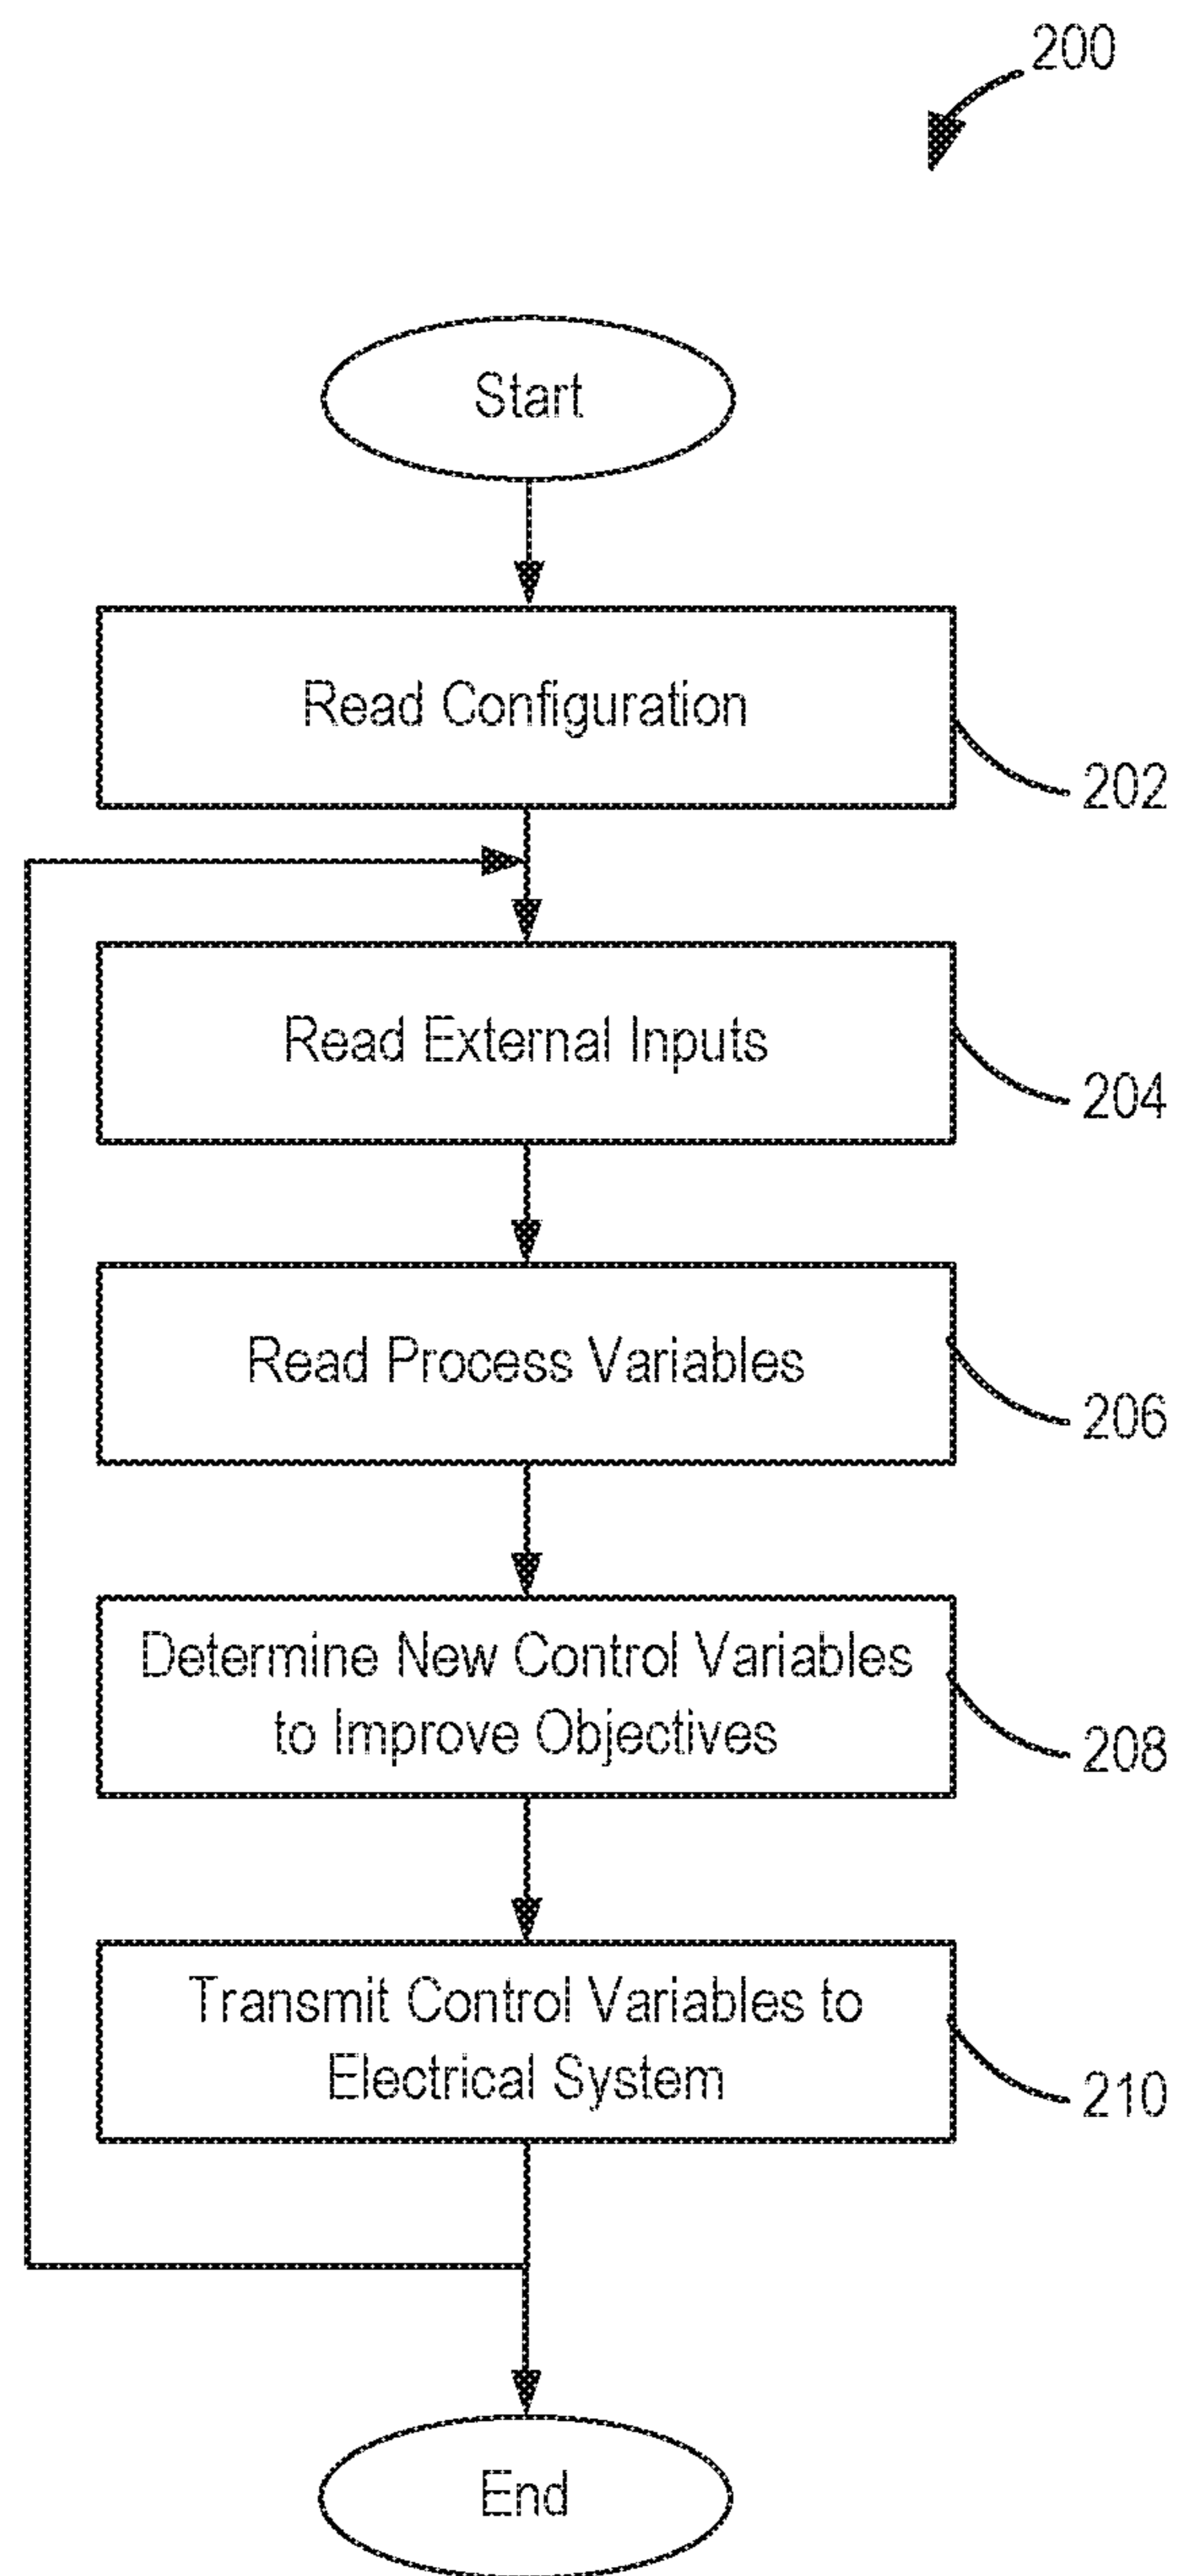 200
Start
Read Configuration
202
Read External Inputs
204
Read Process Variables
206
Determine New Control Variables
to Improve Objectives
208
Transmit Control Variables to
Electrical System
210
End